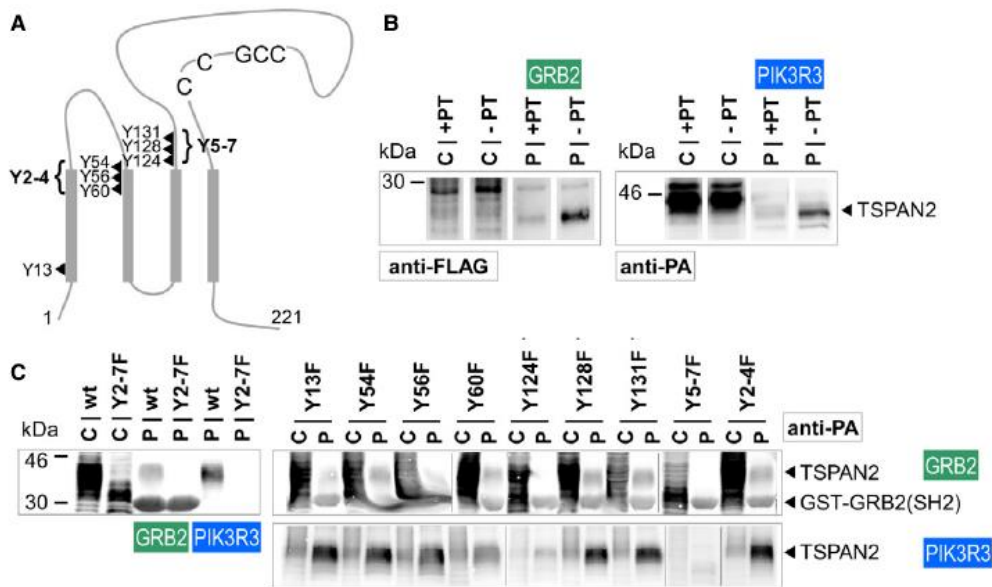 A
C C GCC
C
Y131
Y128
Y124
Y5-7
Y2-4
Y54
Y56
Y60
Y13
1
221
B
GRB2
PIK3R3
C | +PT
C | - PT
P | +PT
P | - PT
C | +PT
C | - PT
P | +PT
P | - PT
kDa
30
kDa
46
TSPAN2
anti-FLAG
anti-PA
C
C | wt
C | Y2-7F
P | wt
P | Y2-7F
P | wt
P | Y2-7F
Y13F
Y54F
Y56F
Y60F
Y124F
Y128F
Y131F
Y5-7F
Y2-4F
anti-PA
C P C P C P C P C P C P C P C P C P
kDa
46
30
TSPAN2
GST-GRB2(SH2)
GRB2
GRB2 PIK3R3
TSPAN2
PIK3R3